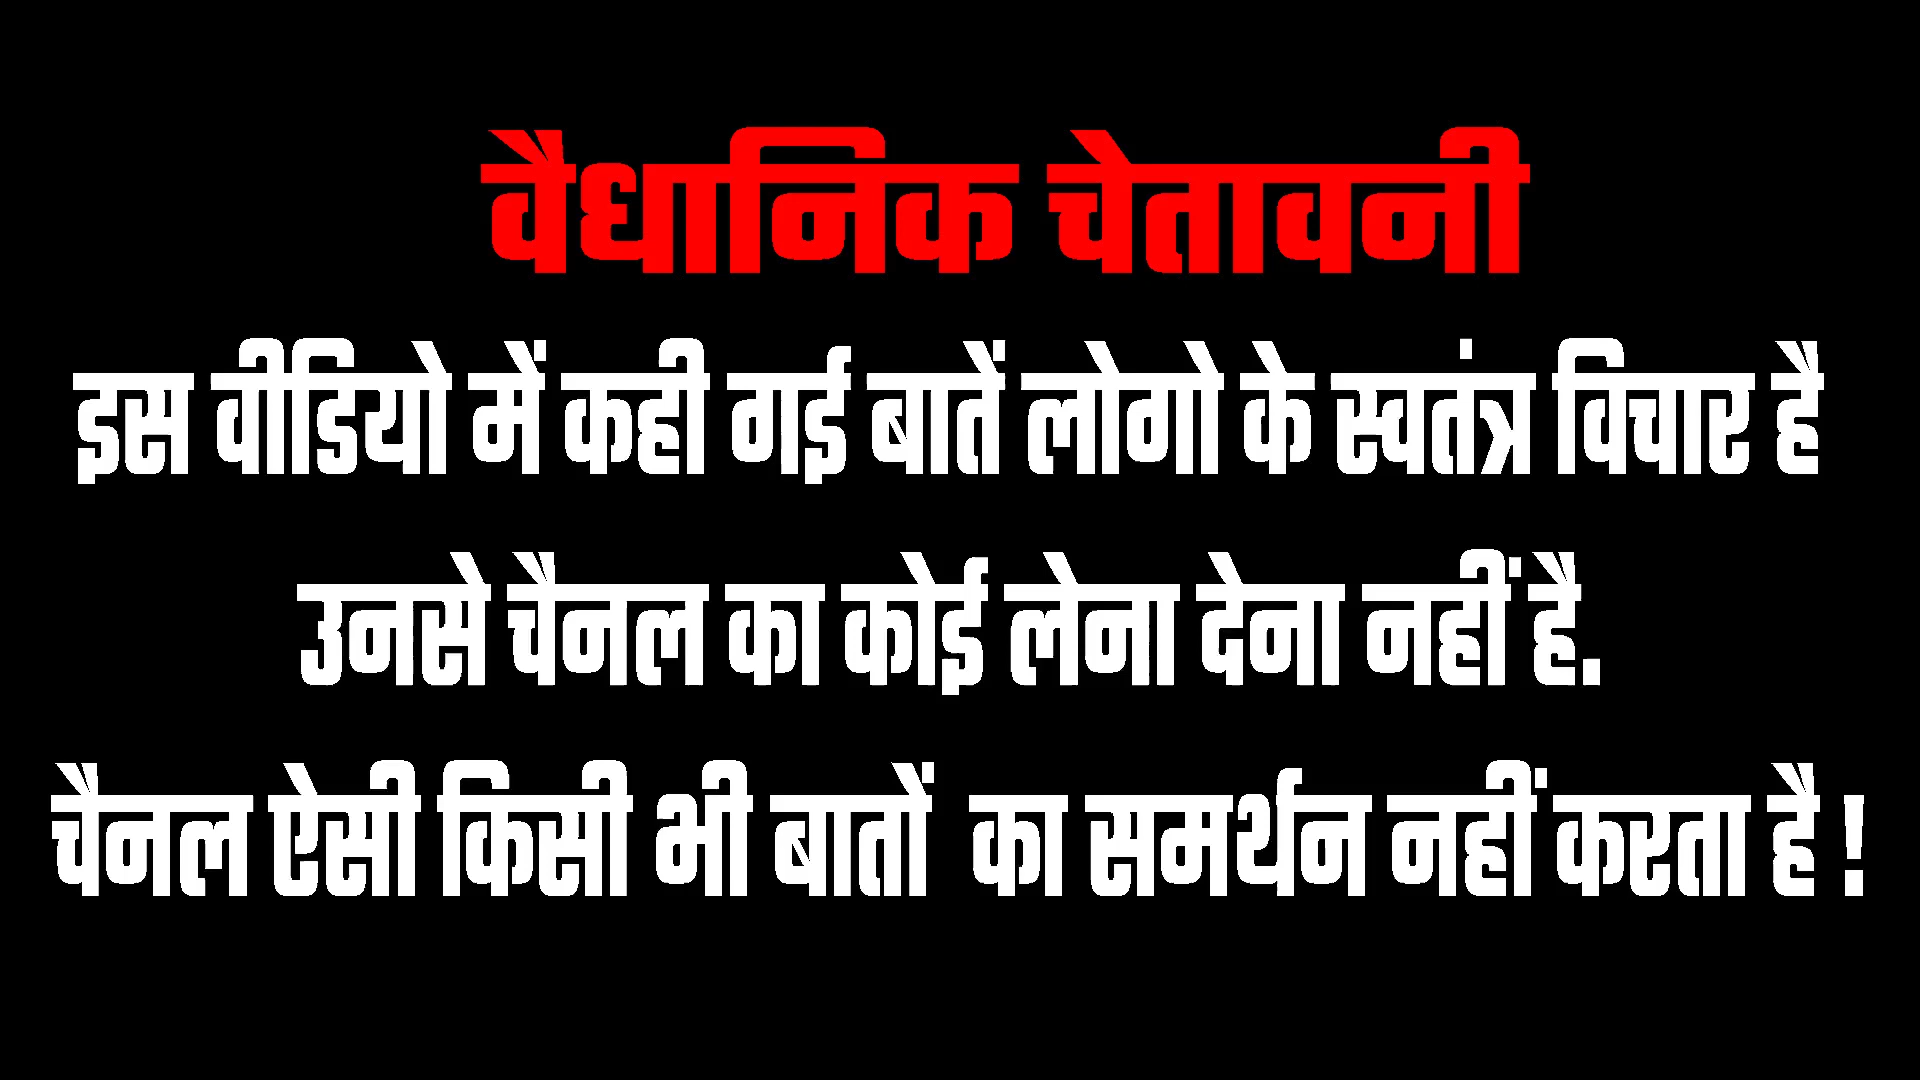 वैधानिक चेतावनी
इस वीडियो में कही गई बातें लोगो के स्वतंत्र विचार है
उनसे चैनल का कोई लेना देना नहीं है.
चैनल ऐसी किसी भी बातों का समर्थन नहीं करता है !